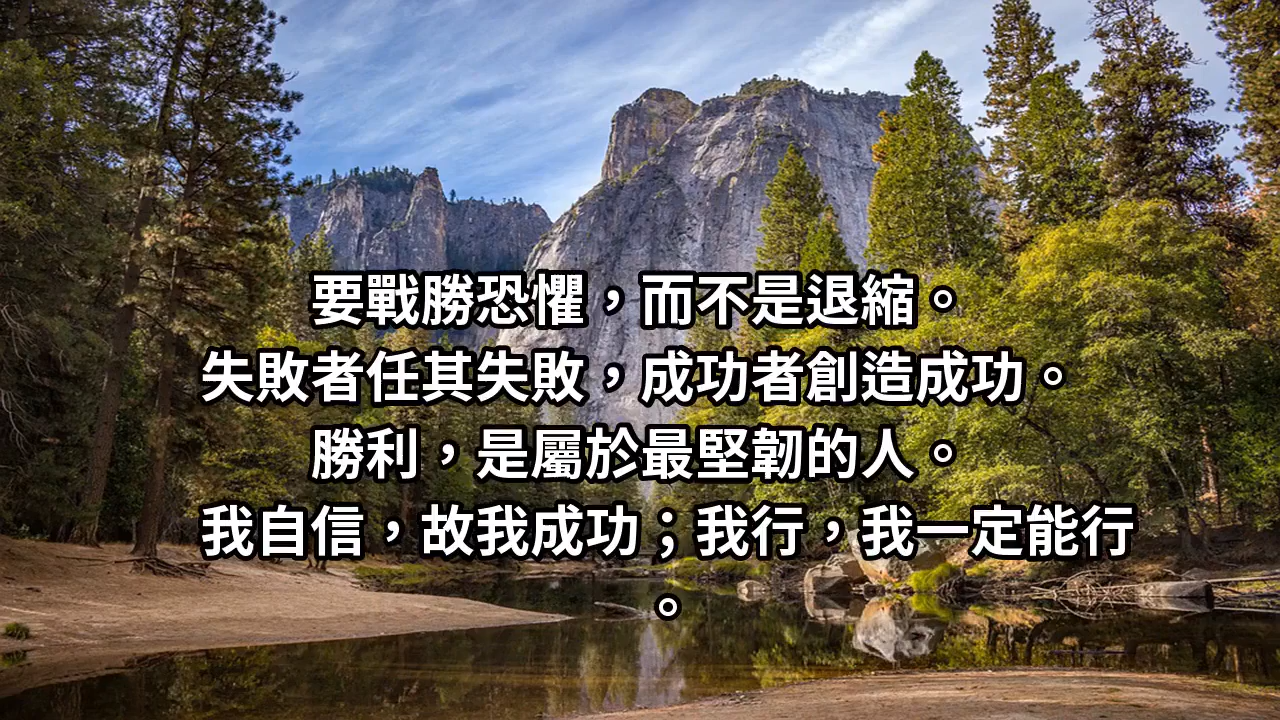 要戰勝恐懼，而不是退縮。
失敗者任其失敗，成功者創造成功。
勝利，是屬於最堅韌的人。
我自信，故我成功；我行，我一定能行
。